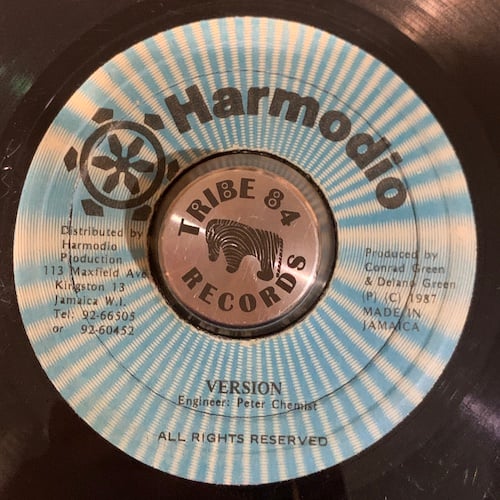 Harmodio
TRIBE 84
RECORDS
Distributed by
Harmodio
Production
113 Maxfield Ave
Kingston 13
Jamaica W.I.
Tel: 92-66505
or 92-60452
Produced by
Conrad Green
& Delano Green
(P) (C) 1987
MADE IN
JAMAICA
VERSION
Engineer: Peter Chemist
ALL RIGHTS RESERVED